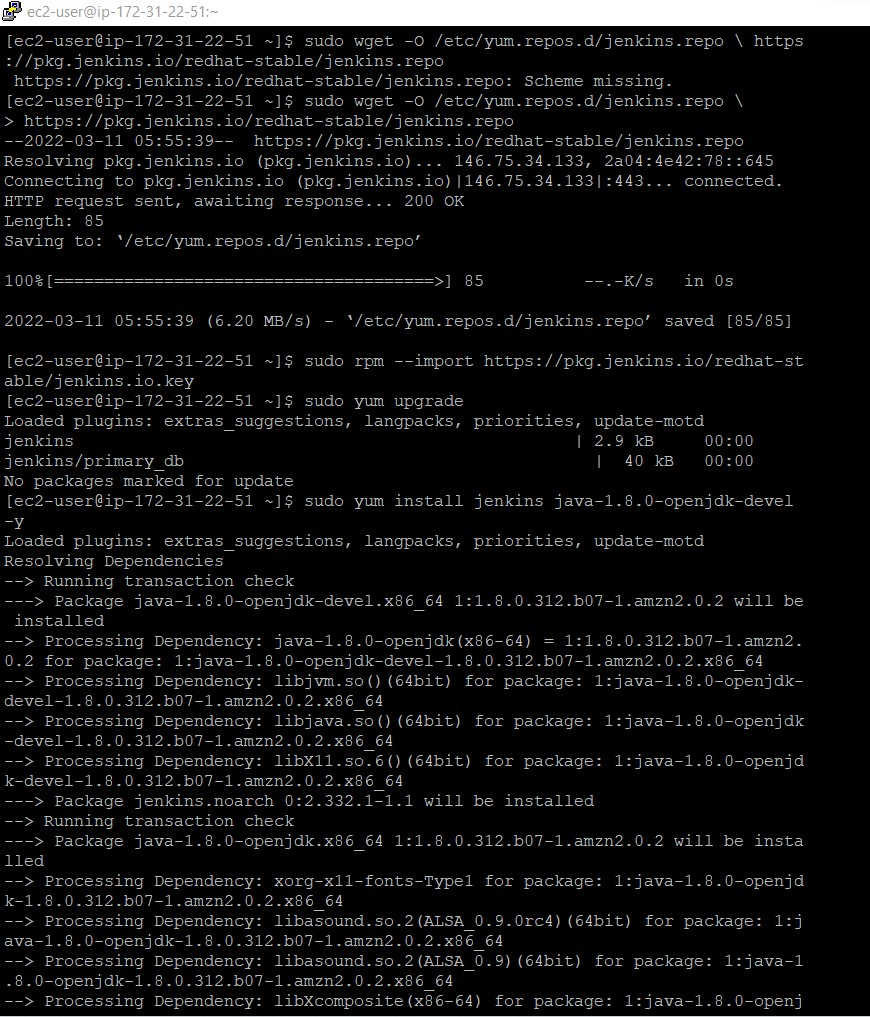 ec2-user@ip-172-31-22-51:~
[ec2-user@ip-172-31-22-51 ~]$ sudo wget -O /etc/yum.repos.d/jenkins.repo \ https
://pkg.jenkins.io/redhat-stable/jenkins.repo
 https://pkg.jenkins.io/redhat-stable/jenkins.repo: Scheme missing.
[ec2-user@ip-172-31-22-51 ~]$ sudo wget -O /etc/yum.repos.d/jenkins.repo \
> https://pkg.jenkins.io/redhat-stable/jenkins.repo
--2022-03-11 05:55:39--  https://pkg.jenkins.io/redhat-stable/jenkins.repo
Resolving pkg.jenkins.io (pkg.jenkins.io)... 146.75.34.133, 2a04:4e42:78::645
Connecting to pkg.jenkins.io (pkg.jenkins.io)|146.75.34.133|:443... connected.
HTTP request sent, awaiting response... 200 OK
Length: 85
Saving to: ‘/etc/yum.repos.d/jenkins.repo’
100%[======================================>] 85          --.-K/s   in 0s
2022-03-11 05:55:39 (6.20 MB/s) - ‘/etc/yum.repos.d/jenkins.repo’ saved [85/85]
[ec2-user@ip-172-31-22-51 ~]$ sudo rpm --import https://pkg.jenkins.io/redhat-st
able/jenkins.io.key
[ec2-user@ip-172-31-22-51 ~]$ sudo yum upgrade
Loaded plugins: extras_suggestions, langpacks, priorities, update-motd
jenkins                                                  | 2.9 kB     00:00
jenkins/primary_db                                         |  40 kB   00:00
No packages marked for update
[ec2-user@ip-172-31-22-51 ~]$ sudo yum install jenkins java-1.8.0-openjdk-devel
-y
Loaded plugins: extras_suggestions, langpacks, priorities, update-motd
Resolving Dependencies
--> Running transaction check
---> Package java-1.8.0-openjdk-devel.x86_64 1:1.8.0.312.b07-1.amzn2.0.2 will be
 installed
--> Processing Dependency: java-1.8.0-openjdk(x86-64) = 1:1.8.0.312.b07-1.amzn2.
0.2 for package: 1:java-1.8.0-openjdk-devel-1.8.0.312.b07-1.amzn2.0.2.x86_64
--> Processing Dependency: libjvm.so()(64bit) for package: 1:java-1.8.0-openjdk-
devel-1.8.0.312.b07-1.amzn2.0.2.x86_64
--> Processing Dependency: libjava.so()(64bit) for package: 1:java-1.8.0-openjdk
-devel-1.8.0.312.b07-1.amzn2.0.2.x86_64
--> Processing Dependency: libX11.so.6()(64bit) for package: 1:java-1.8.0-openjd
k-devel-1.8.0.312.b07-1.amzn2.0.2.x86_64
---> Package jenkins.noarch 0:2.332.1-1.1 will be installed
--> Running transaction check
---> Package java-1.8.0-openjdk.x86_64 1:1.8.0.312.b07-1.amzn2.0.2 will be insta
lled
--> Processing Dependency: xorg-x11-fonts-Type1 for package: 1:java-1.8.0-openjd
k-1.8.0.312.b07-1.amzn2.0.2.x86_64
--> Processing Dependency: libasound.so.2(ALSA_0.9.0rc4)(64bit) for package: 1:j
ava-1.8.0-openjdk-1.8.0.312.b07-1.amzn2.0.2.x86_64
--> Processing Dependency: libasound.so.2(ALSA_0.9)(64bit) for package: 1:java-1
.8.0-openjdk-1.8.0.312.b07-1.amzn2.0.2.x86_64
--> Processing Dependency: libXcomposite(x86-64) for package: 1:java-1.8.0-openj